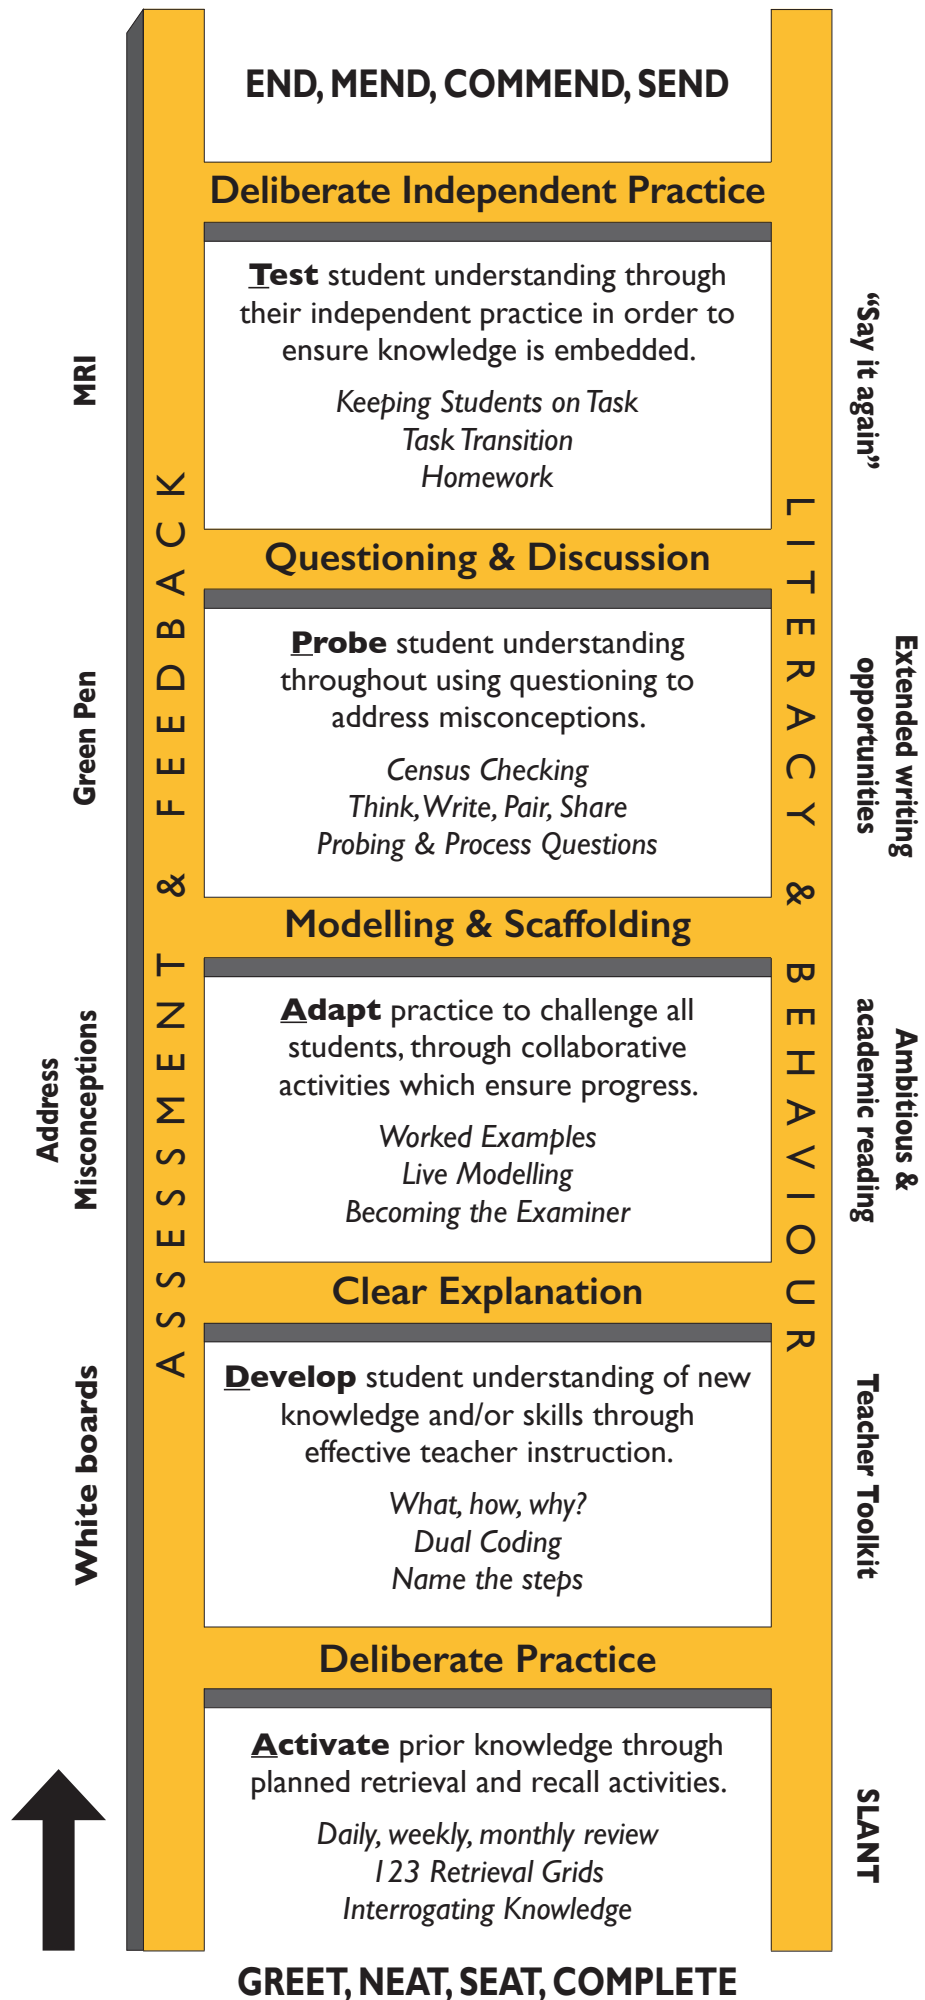 END, MEND, COMMEND, SEND
Deliberate Independent Practice
Test student understanding through
their independent practice in order to
ensure knowledge is embedded.
Keeping Students on Task
Task Transition
Homework
Questioning & Discussion
Probe student understanding
throughout using questioning to
address misconceptions.
Census Checking
Think, Write, Pair, Share
Probing & Process Questions
Modelling & Scaffolding
Adapt practice to challenge all
students, through collaborative
activities which ensure progress.
Worked Examples
Live Modelling
Becoming the Examiner
Clear Explanation
Develop student understanding of new
knowledge and/or skills through
effective teacher instruction.
What, how, why?
Dual Coding
Name the steps
Deliberate Practice
Activate prior knowledge through
planned retrieval and recall activities.
Daily, weekly, monthly review
123 Retrieval Grids
Interrogating Knowledge
GREET, NEAT, SEAT, COMPLETE
ASSESSMENT & FEEDBACK
LITERACY & BEHAVIOUR
MRI
Green Pen
Address
Misconceptions
White boards
“Say it again”
Extended writing
opportunities
Ambitious &
academic reading
Teacher Toolkit
SLANT